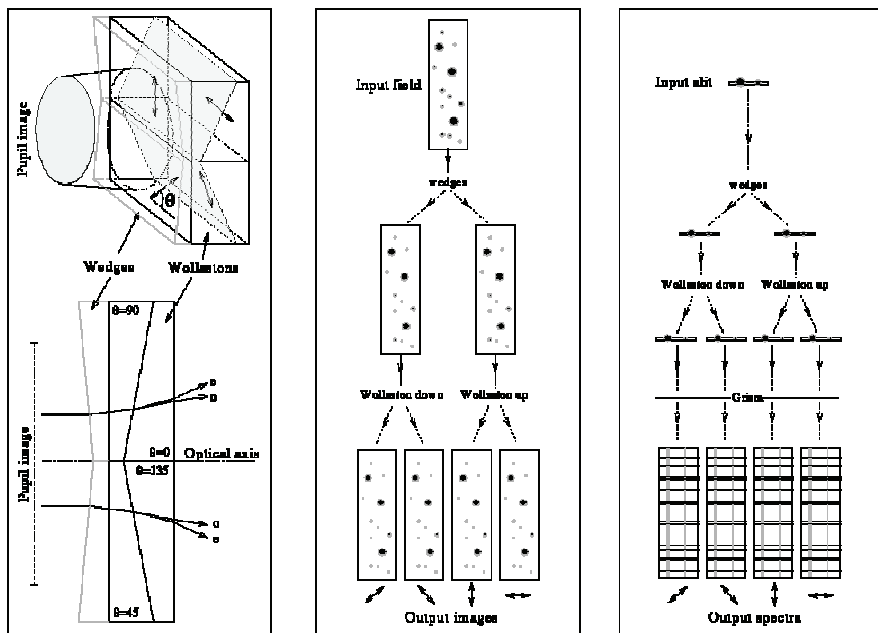 Pupil image
θ
Wedges
Wollastons
θ=90
θ=0
Optical axis
θ=135
Pupil image
θ=45
Input field
wedges
Wollaston down
Wollaston up
Output images
Input slit
wedges
Wollaston down
Wollaston up
Grism
Output spectra